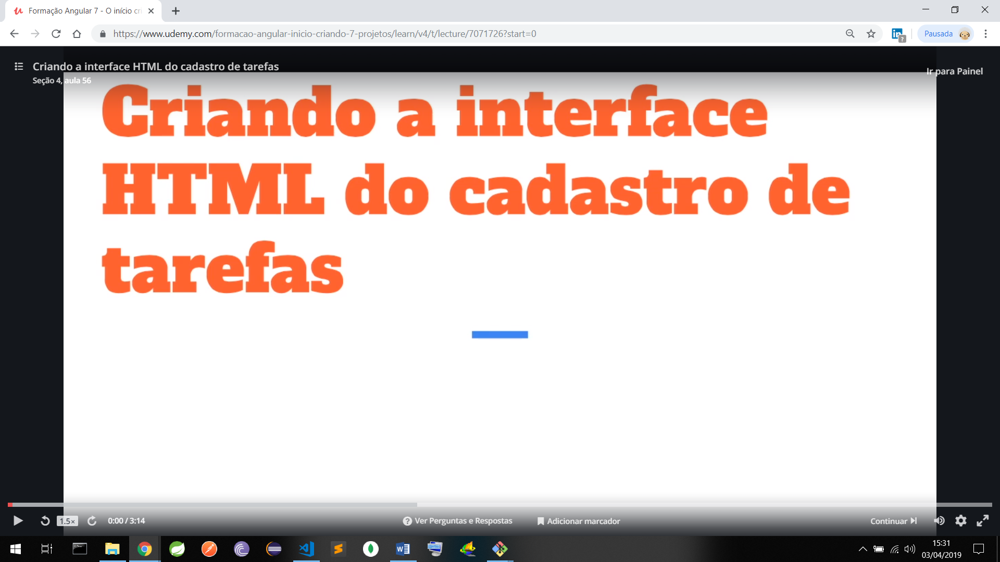 Formação Angular 7 - O início cri
https://www.udemy.com/formacao-angular-inicio-criando-7-projetos/learn/v4/t/lecture/7071726?start=0
Pausada
Criando a interface HTML do cadastro de tarefas
Seção 4, aula 56
Ir para Painel
Criando a interface
HTML do cadastro de
tarefas
1.5×
0:00 / 3:14
Ver Perguntas e Respostas
Adicionar marcador
Continuar
15:31
03/04/2019